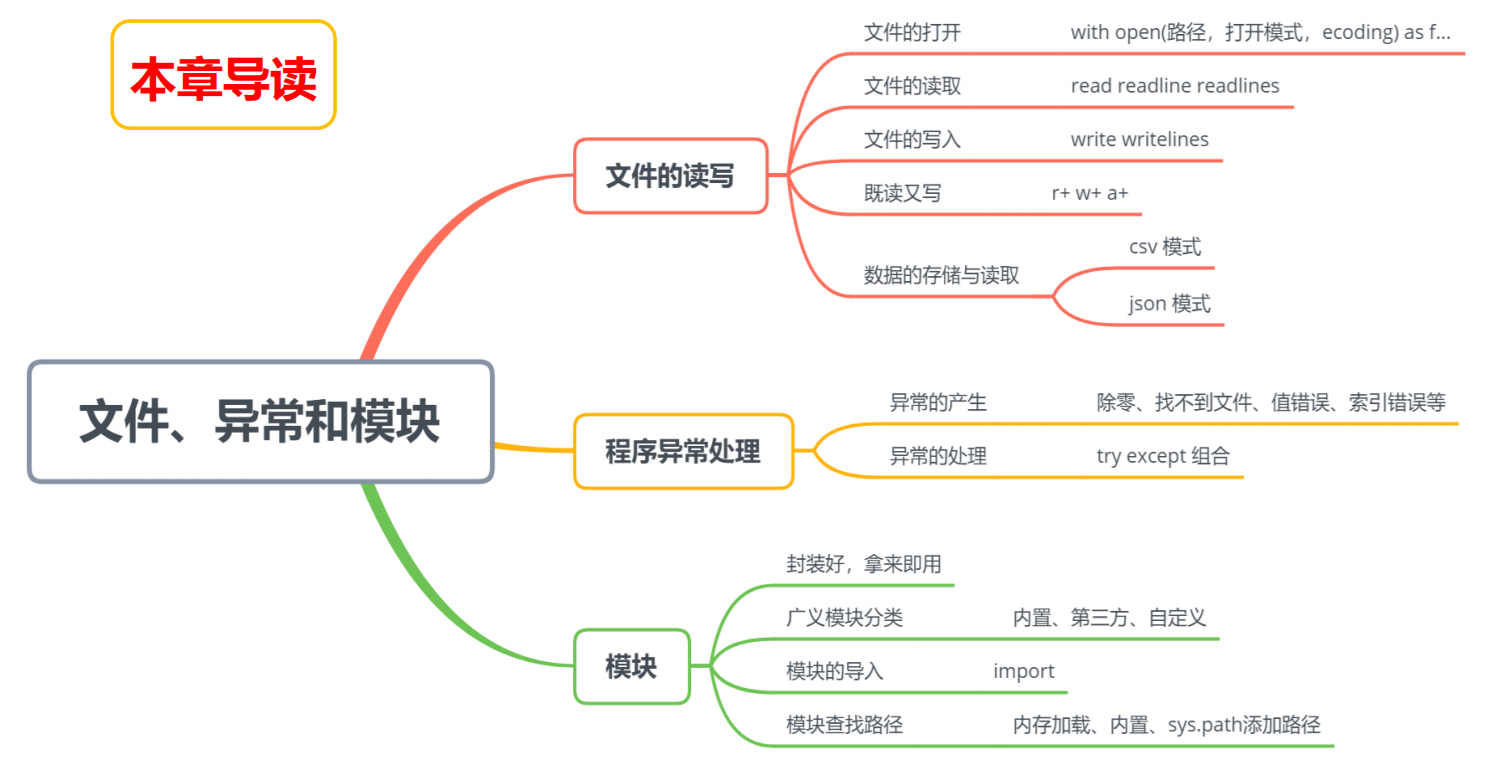 本章导读
文件、异常和模块
文件的读写
文件的打开 with open(路径，打开模式，ecoding) as f...
文件的读取 read readline readlines
文件的写入 write writelines
既读又写 r+ w+ a+
数据的存储与读取
csv 模式
json 模式
程序异常处理
异常的产生 除零、找不到文件、值错误、索引错误等
异常的处理 try except 组合
模块
封装好，拿来即用
广义模块分类 内置、第三方、自定义
模块的导入 import
模块查找路径 内存加载、内置、sys.path添加路径